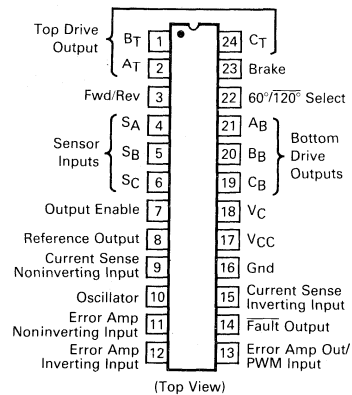 Top Drive
Output
B_T 1
A_T 2
Fwd/Rev 3
Sensor
Inputs
S_A 4
S_B 5
S_C 6
Output Enable 7
Reference Output 8
Current Sense
Noninverting Input 9
Oscillator 10
Error Amp
Noninverting Input 11
Error Amp
Inverting Input 12
24 C_T
23 Brake
22 60°/1̅2̅0̅°̅ Select
21 A_B
20 B_B
19 C_B
Bottom
Drive
Outputs
18 V_C
17 V_CC
16 Gnd
15 Current Sense
Inverting Input
14 F̅a̅u̅l̅t̅ Output
13 Error Amp Out/
PWM Input
(Top View)